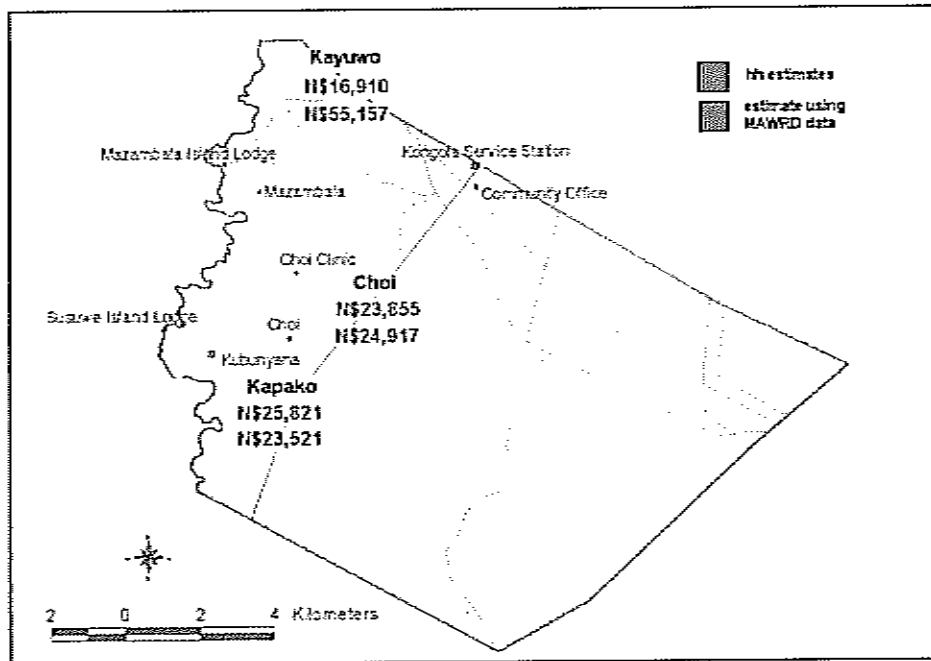 Kayuwo
N$16,910
N$55,157
hh estimates
estimate using
MAWRD data
Mazambala Island Lodge
Kongola Service Station
Mazambala
Community Office
Choi Clinic
Choi
N$23,855
N$24,917
Susuwe Island Lodge
Choi
Kubunyana
Kapako
N$25,821
N$23,521
2 0 2 4 Kilometers